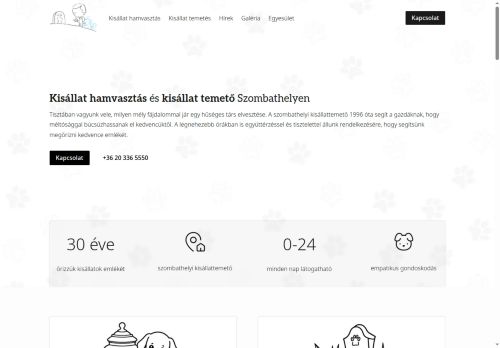 Kisállat hamvasztás
Kisállat temetés
Hírek
Galéria
Egyesület
Kapcsolat
Kisállat hamvasztás és kisállat temető Szombathelyen
Tisztában vagyunk vele, milyen mély fájdalommal jár egy hűséges társ elvesztése. A szombathelyi kisállattemető 1996 óta segít a gazdáknak, hogy
méltósággal búcsúzhassanak el kedvencüktől. A legnehezebb órákban is együttérzéssel és tisztelettel állunk rendelkezésére, hogy segítsünk
megőrizni kedvence emlékét.
Kapcsolat
+36 20 336 5550
30 éve
őrizzük kisállatok emlékét
szombathelyi kisállattemető
0-24
minden nap látogatható
empatikus gondoskodás